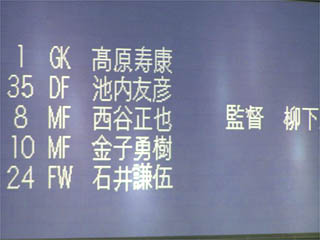 1 GK 髙原寿康
35 DF 池内友彦
8 MF 西谷正也 監督 柳下
10 MF 金子勇樹
24 FW 石井謙伍